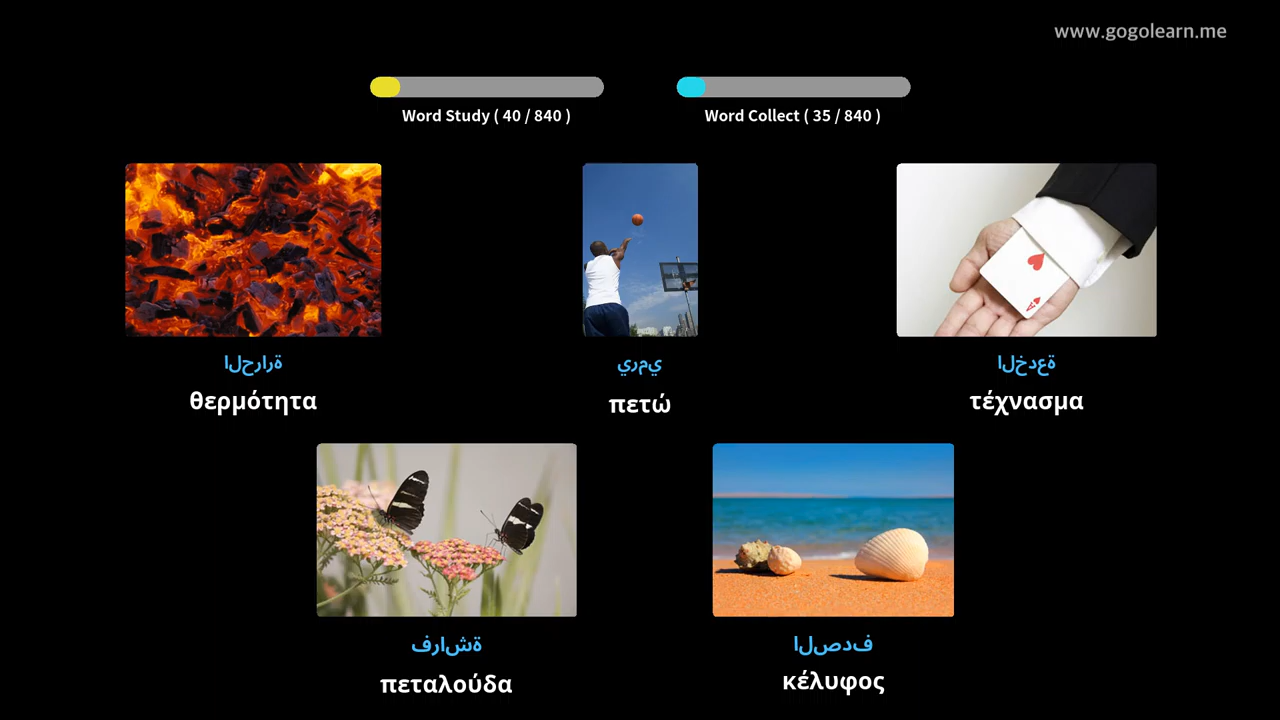 www.gogolearn.me
Word Study ( 40 / 840 )
Word Collect ( 35 / 840 )
الحرارة
يرمي
الخدعة
θερμότητα
πετώ
τέχνασμα
فراشة
الصدف
πεταλούδα
κέλυφος